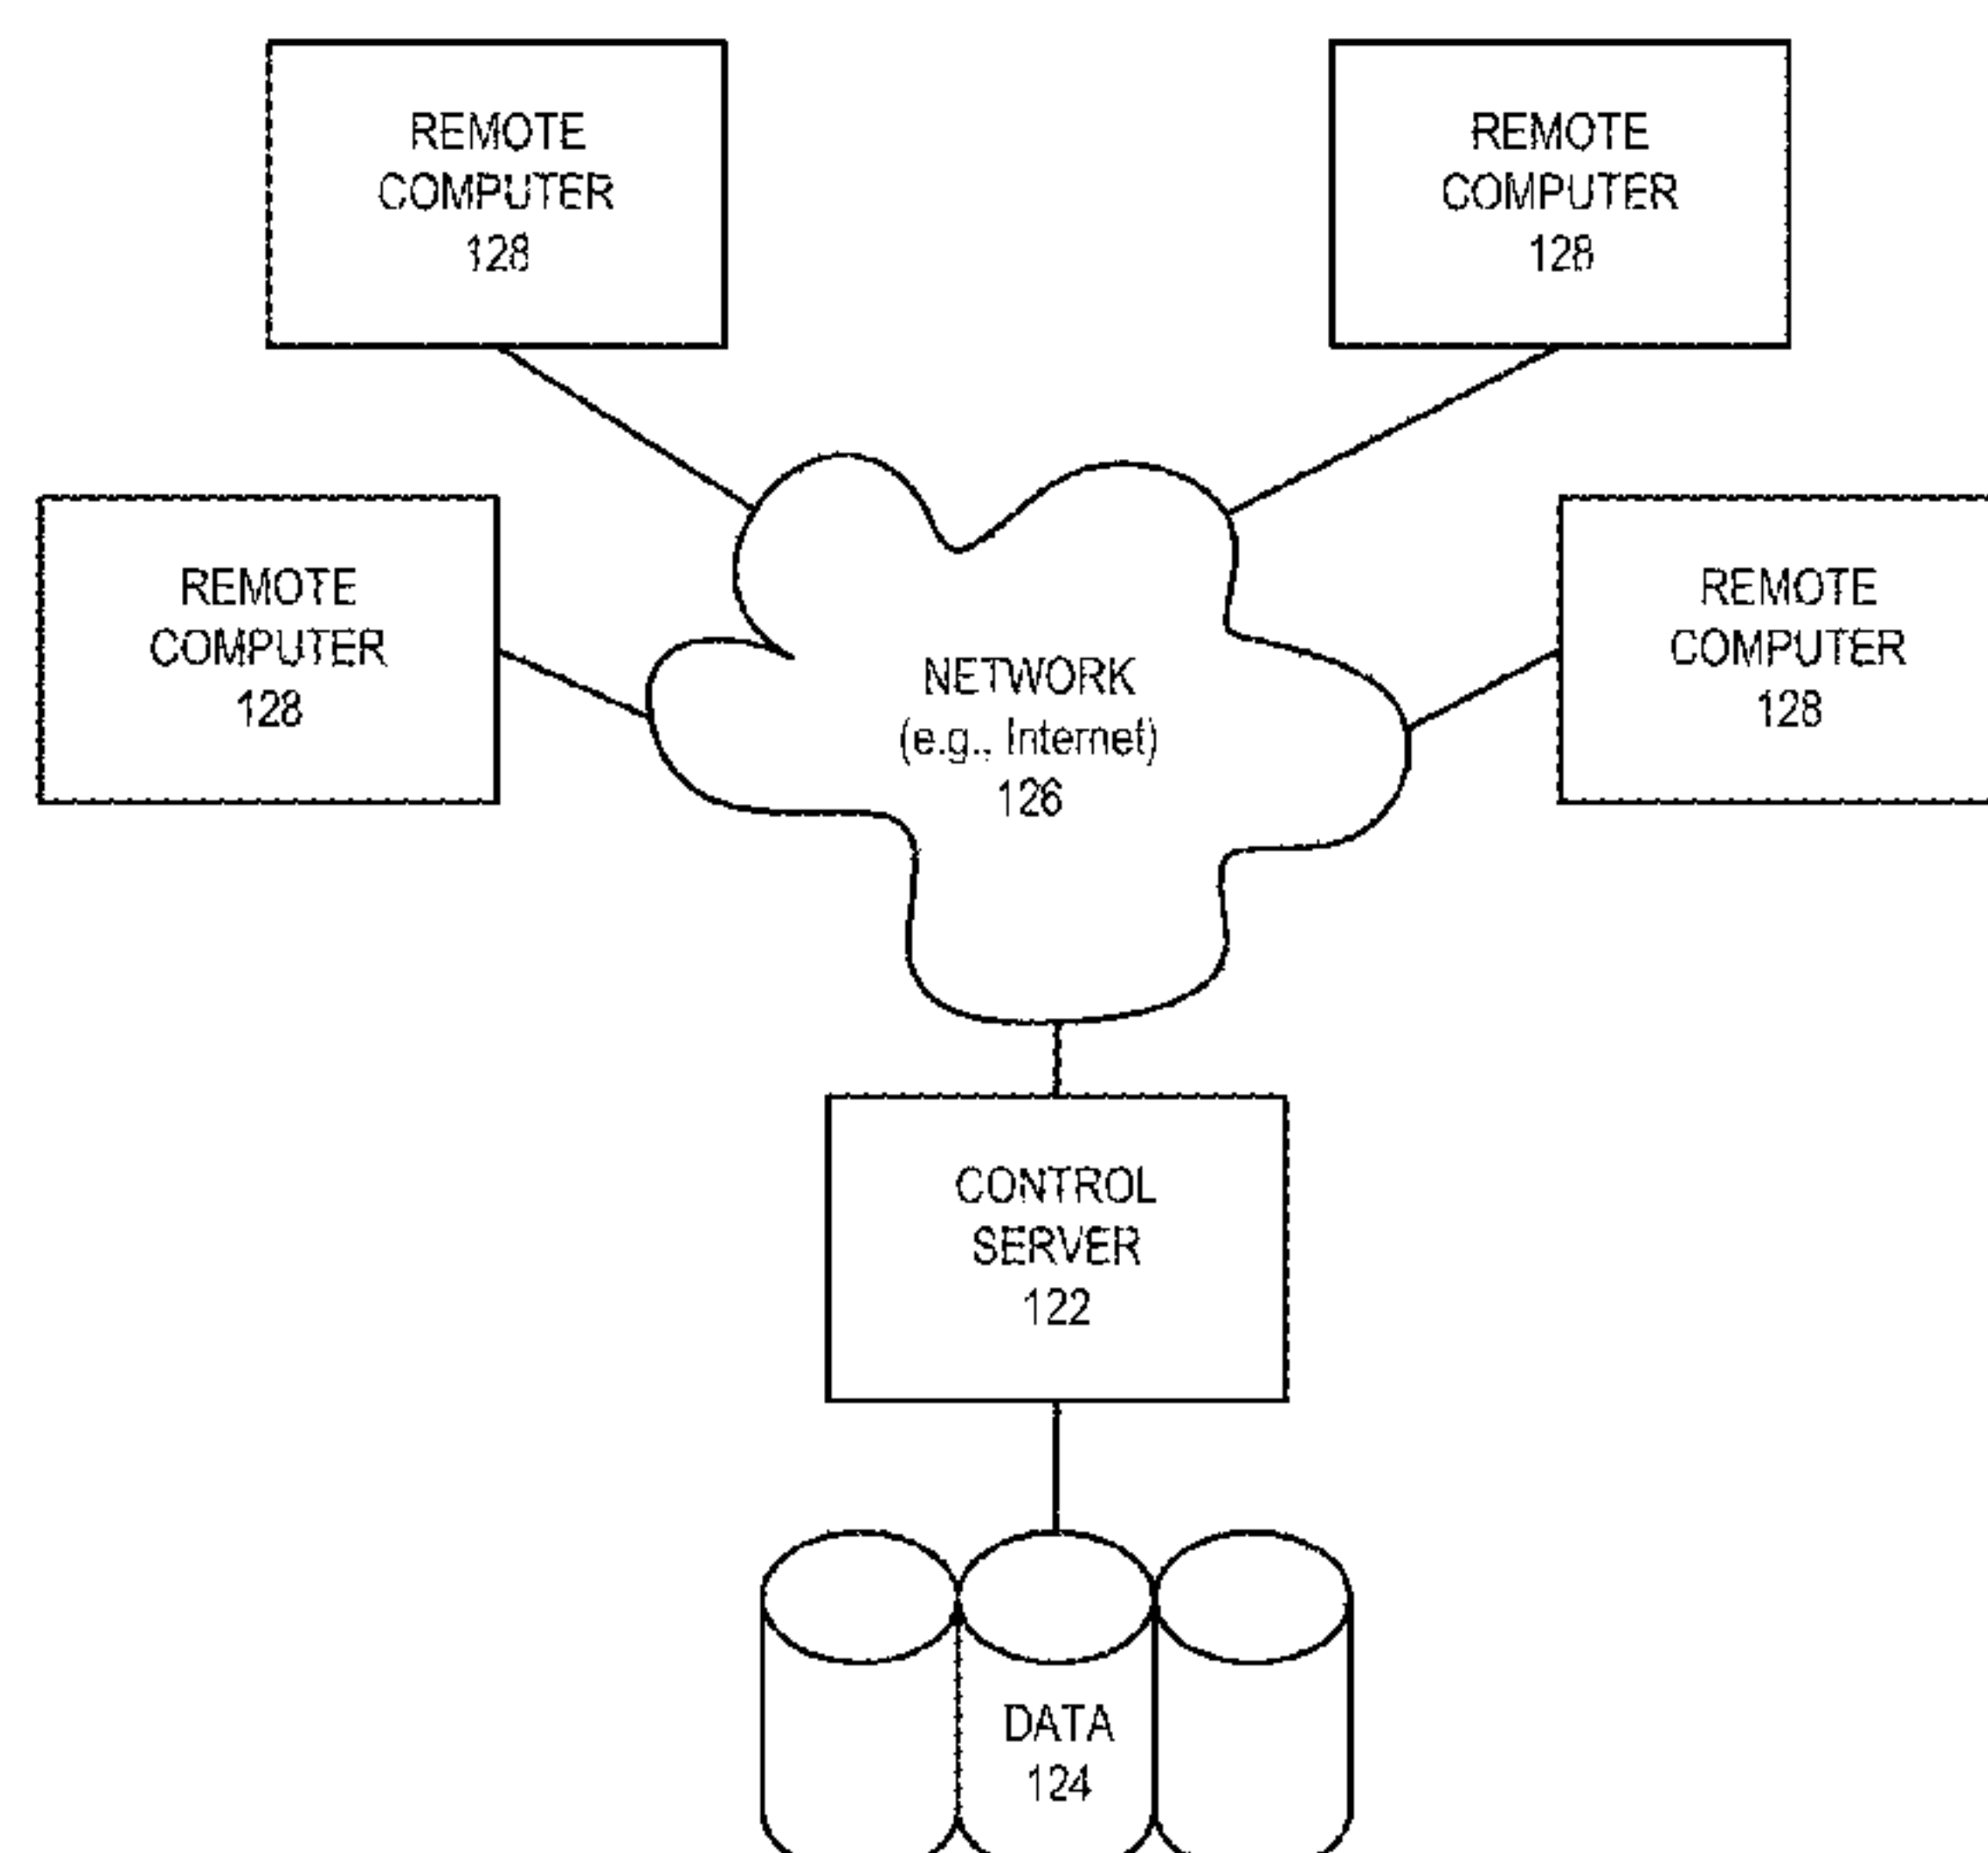 REMOTE
COMPUTER
128
REMOTE
COMPUTER
128
REMOTE
COMPUTER
128
NETWORK
(e.g., Internet)
126
REMOTE
COMPUTER
128
CONTROL
SERVER
122
DATA
124